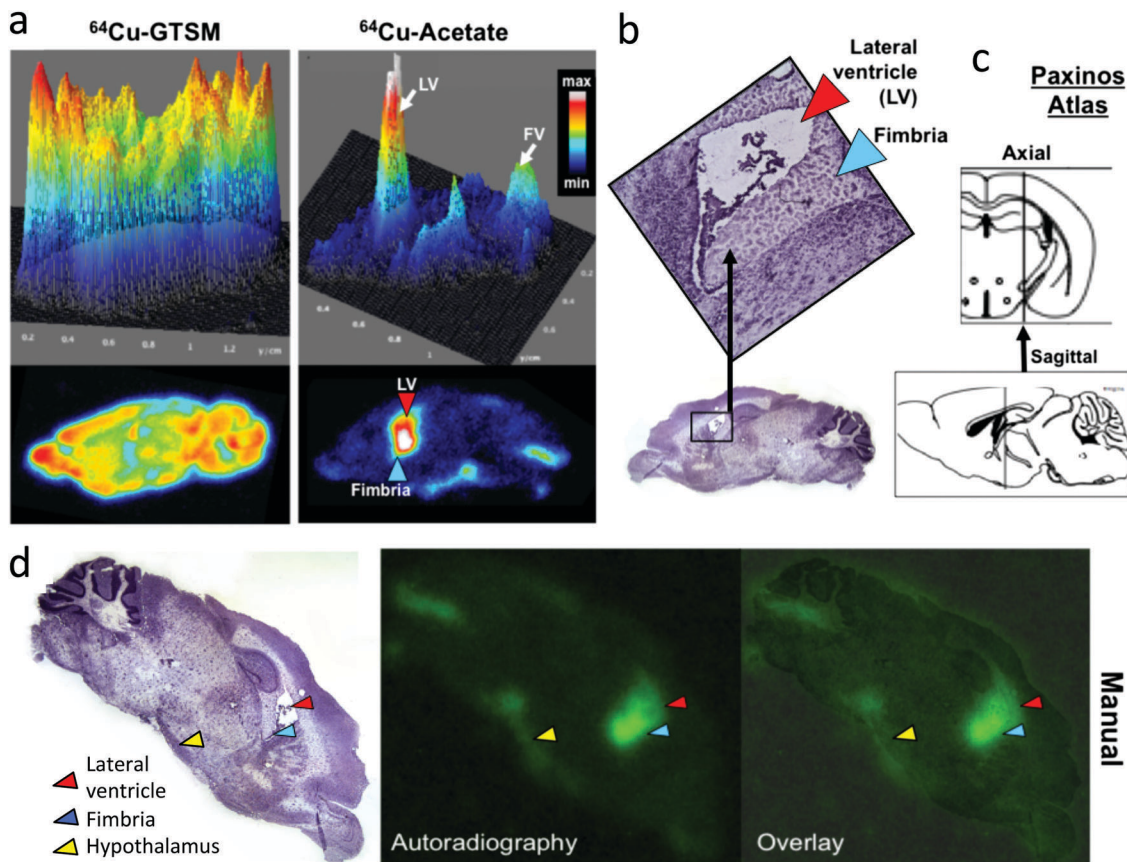 a
64Cu-GTSM
64Cu-Acetate
LV
FV
max
min
0.2
0.4
0.6
0.8
1
1.2
y/cm
0.8
1
y/cm
0.6
0.4
0.2
LV
Fimbria
b
Lateral
ventricle
(LV)
Fimbria
c
Paxinos
Atlas
Axial
Sagittal
d
Lateral
ventricle
Fimbria
Hypothalamus
Autoradiography
Overlay
Manual